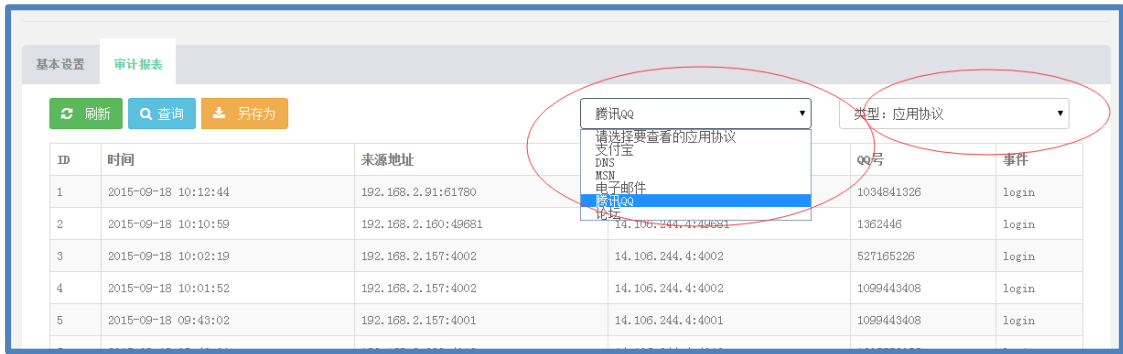 基本设置 审计报表
刷新 查询 另存为 腾讯QQ 类型: 应用协议
请选择要查看的应用协议
支付宝
DNS
MSN
电子邮件
腾讯QQ
论坛
ID 时间 来源地址 QQ号 事件
1 2015-09-18 10:12:44 192.168.2.91:61780 1034841326 login
2 2015-09-18 10:10:59 192.168.2.160:49681 14.106.244.4:49681 1362446 login
3 2015-09-18 10:02:19 192.168.2.157:4002 14.106.244.4:4002 527165226 login
4 2015-09-18 10:01:52 192.168.2.157:4002 14.106.244.4:4002 1099443408 login
5 2015-09-18 09:43:02 192.168.2.157:4001 14.106.244.4:4001 1099443408 login